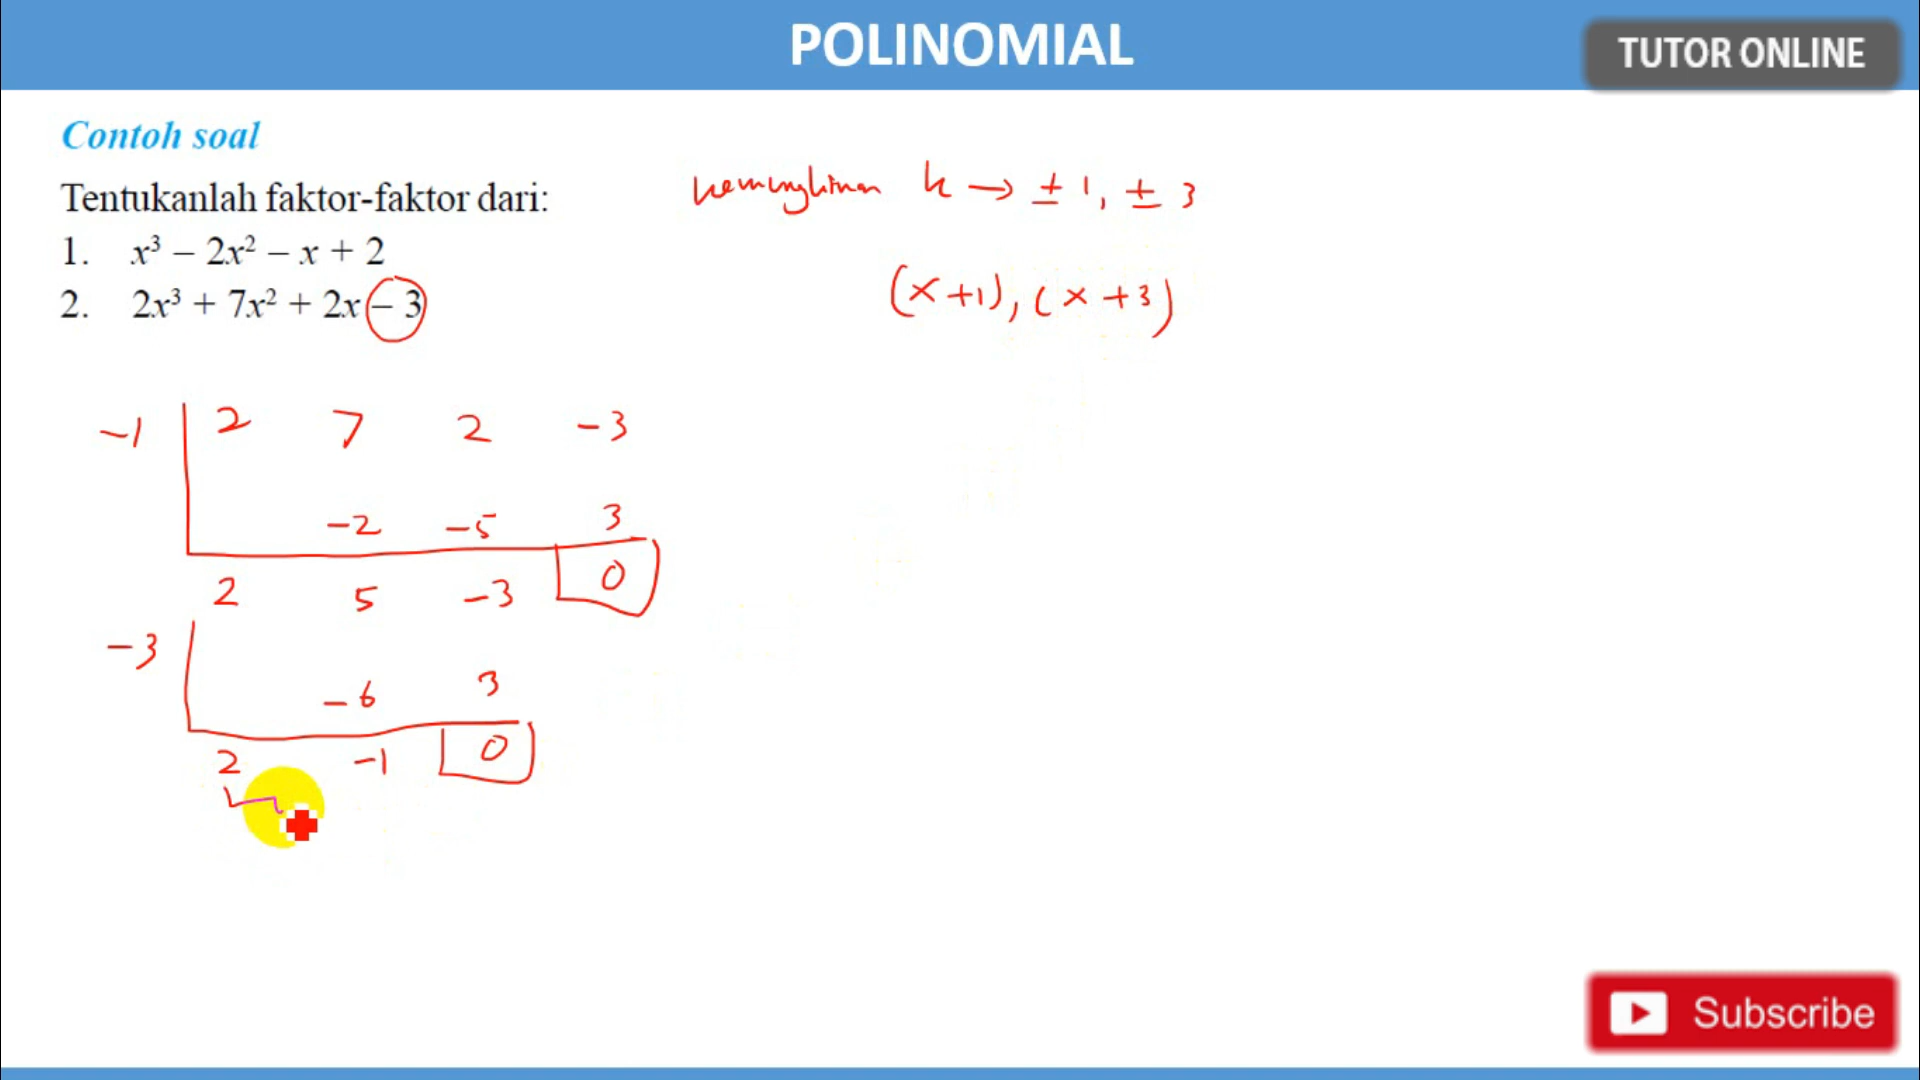 POLINOMIAL
TUTOR ONLINE
Contoh soal
Tentukanlah faktor-faktor dari:
1. x³ – 2x² – x + 2
2. 2x³ + 7x² + 2x – 3
kemungkinan k → ± 1, ± 3
(x+1), (x+3)
-1 2 7 2 -3
-2 -5 3
2 5 -3 0
-3
-6 3
2 -1 0
Subscribe